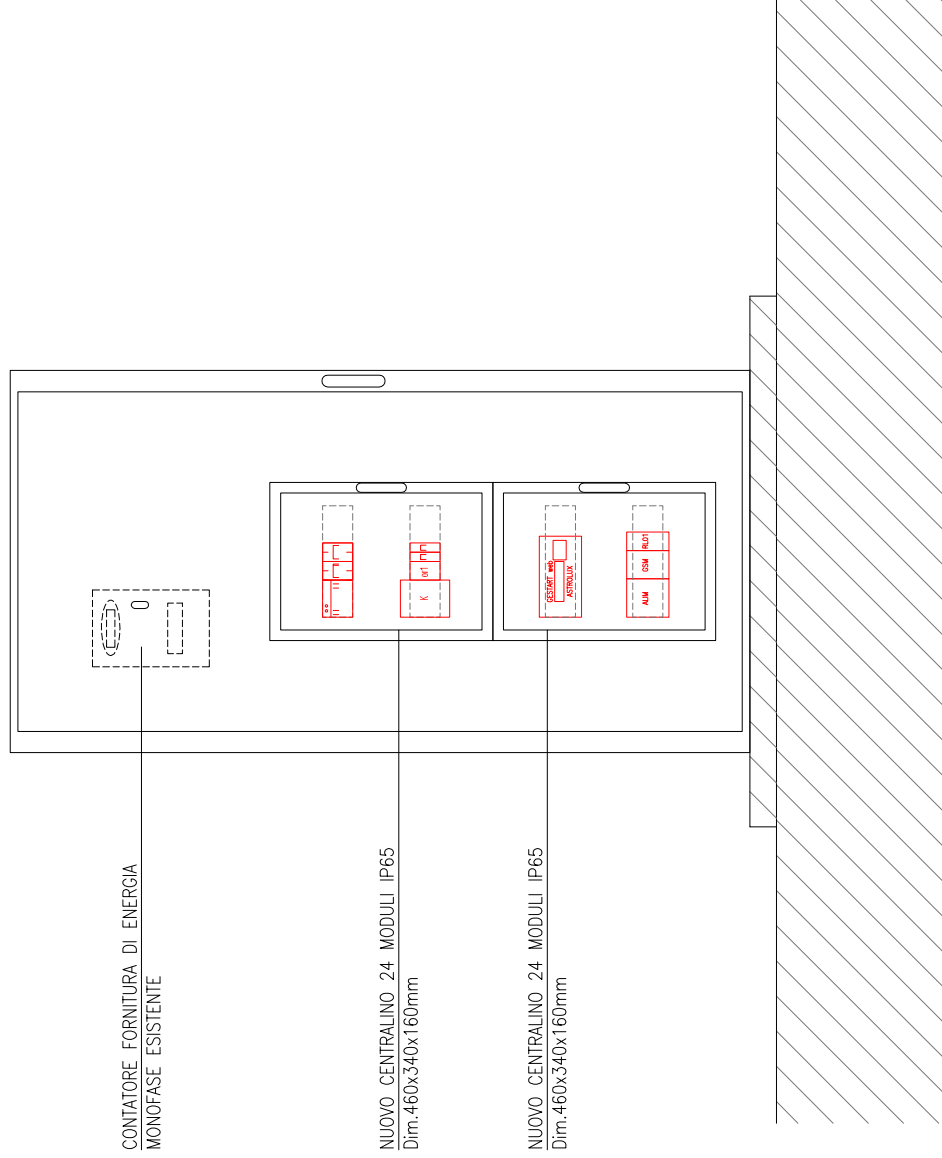 CONTATORE FORNITURA DI ENERGIA
MONOFASE ESISTENTE
NUOVO CENTRALINO 24 MODULI IP65
Dim.460x340x160mm
NUOVO CENTRALINO 24 MODULI IP65
Dim.460x340x160mm
K
or1
GESTART web
ASTROLUX
ALIM
GSM
RL01